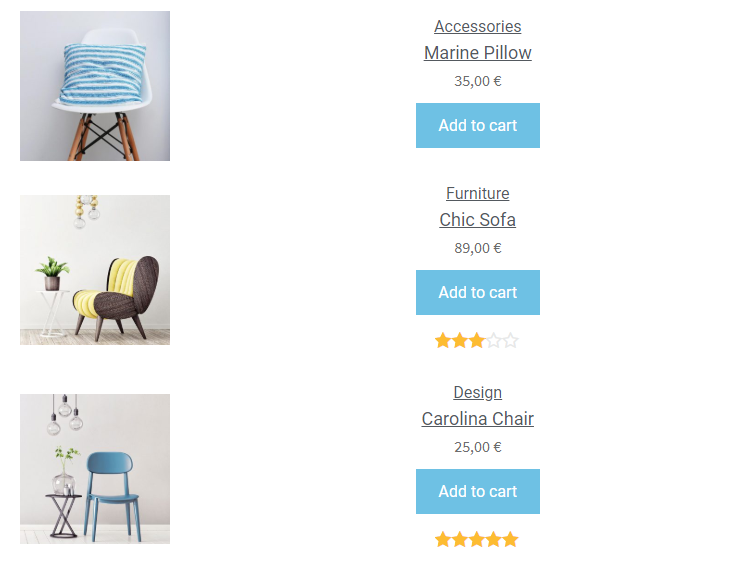 Accessories
Marine Pillow
35,00 €
Add to cart
Furniture
Chic Sofa
89,00 €
Add to cart
Design
Carolina Chair
25,00 €
Add to cart